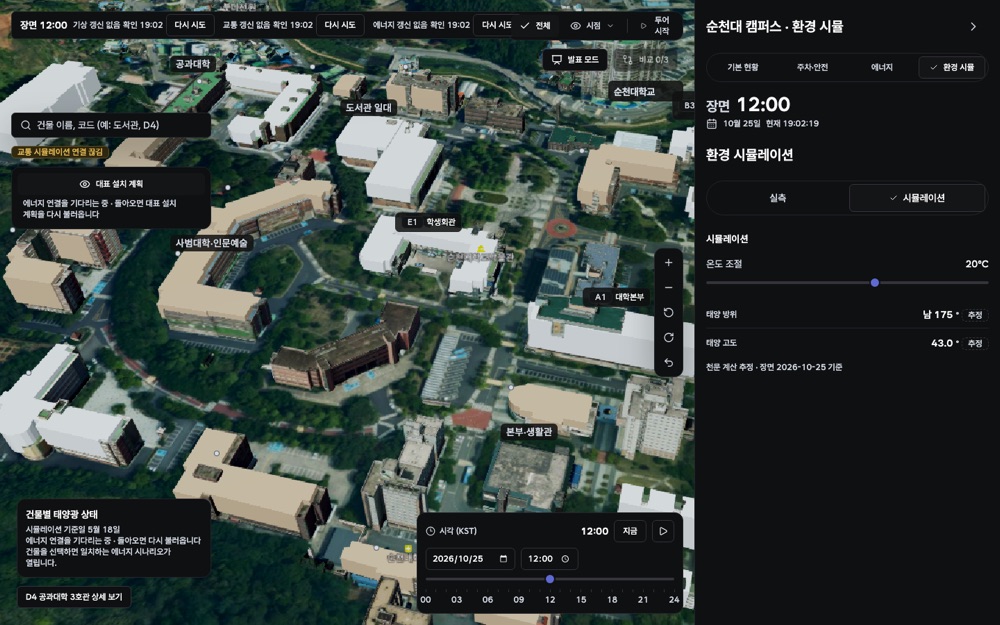 장면 12:00 기상 갱신 없음 확인 19:02 다시 시도 교통 갱신 없음 확인 19:02 다시 시도 에너지 갱신 없음 확인 19:02 다시 시도
전체
시점
투어 시작
발표 모드
비교 0/3
공과대학
순천대학교
도서관 일대
B3
건물 이름, 코드 (예: 도서관, D4)
교통 시뮬레이션 연결 끊김
대표 설치 계획
에너지 연결을 기다리는 중 · 돌아오면 대표 설치
계획을 다시 불러옵니다
E1 학생회관
사범대학·인문예술
A1 대학본부
본부·생활관
건물별 태양광 상태
시뮬레이션 기준일 5월 18일
에너지 연결을 기다리는 중 · 돌아오면 다시 불러옵니다
건물을 선택하면 일치하는 에너지 시나리오가
열립니다.
D4 공과대학 3호관 상세 보기
시각 (KST) 12:00 지금
2026/10/25 12:00
00 03 06 09 12 15 18 21 24
순천대 캠퍼스 · 환경 시뮬
기본 현황 주차·안전 에너지 환경 시뮬
장면 12:00
10월 25일 현재 19:02:19
환경 시뮬레이션
실측 시뮬레이션
시뮬레이션
온도 조절 20°C
태양 방위 남 175 ° 추정
태양 고도 43.0 ° 추정
천문 계산 추정 · 장면 2026-10-25 기준